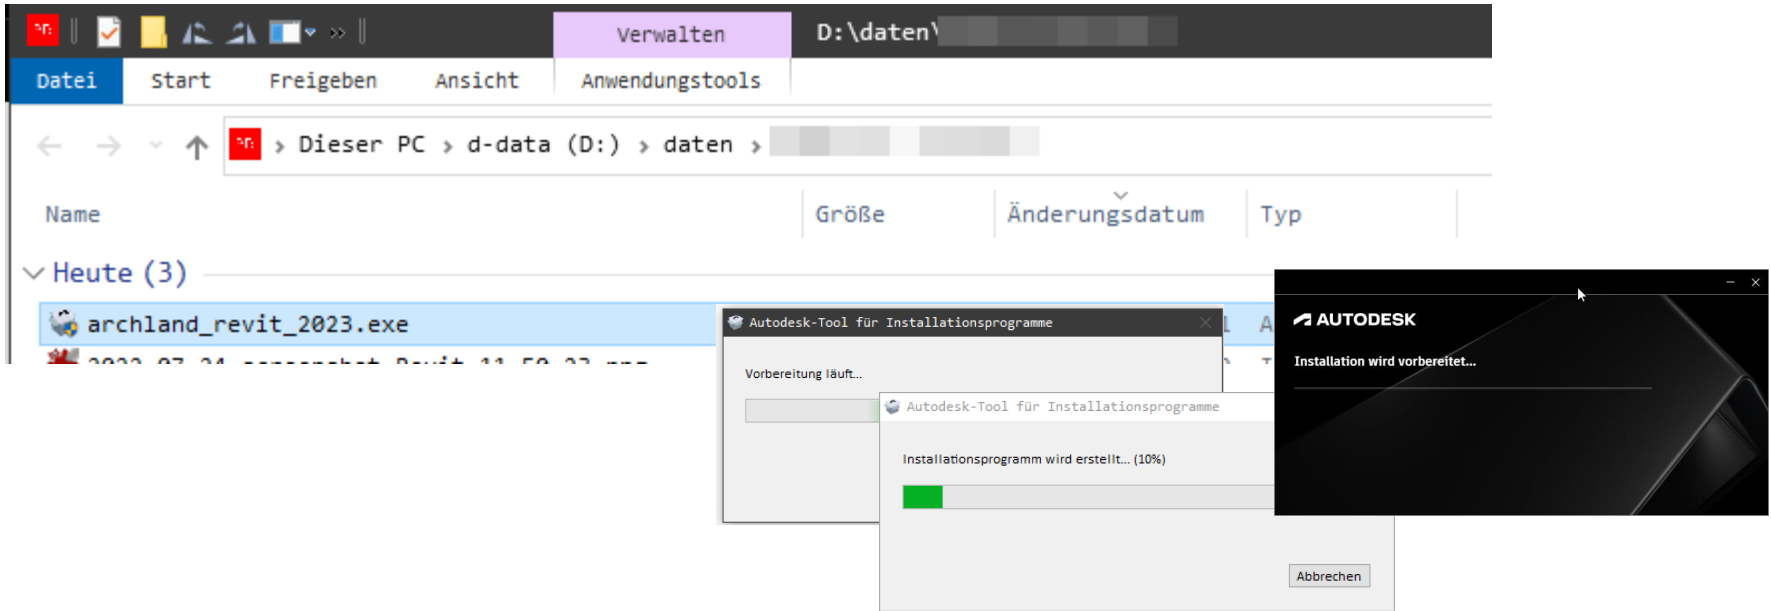 Verwalten D:\daten\
Datei Start Freigeben Ansicht Anwendungstools
Dieser PC › d-data (D:) › daten ›
Name Größe Änderungsdatum Typ
Heute (3)
archland_revit_2023.exe
Autodesk-Tool für Installationsprogramme
Vorbereitung läuft...
Autodesk-Tool für Installationsprogramme
Installationsprogramm wird erstellt... (10%)
Abbrechen
AUTODESK
Installation wird vorbereitet...